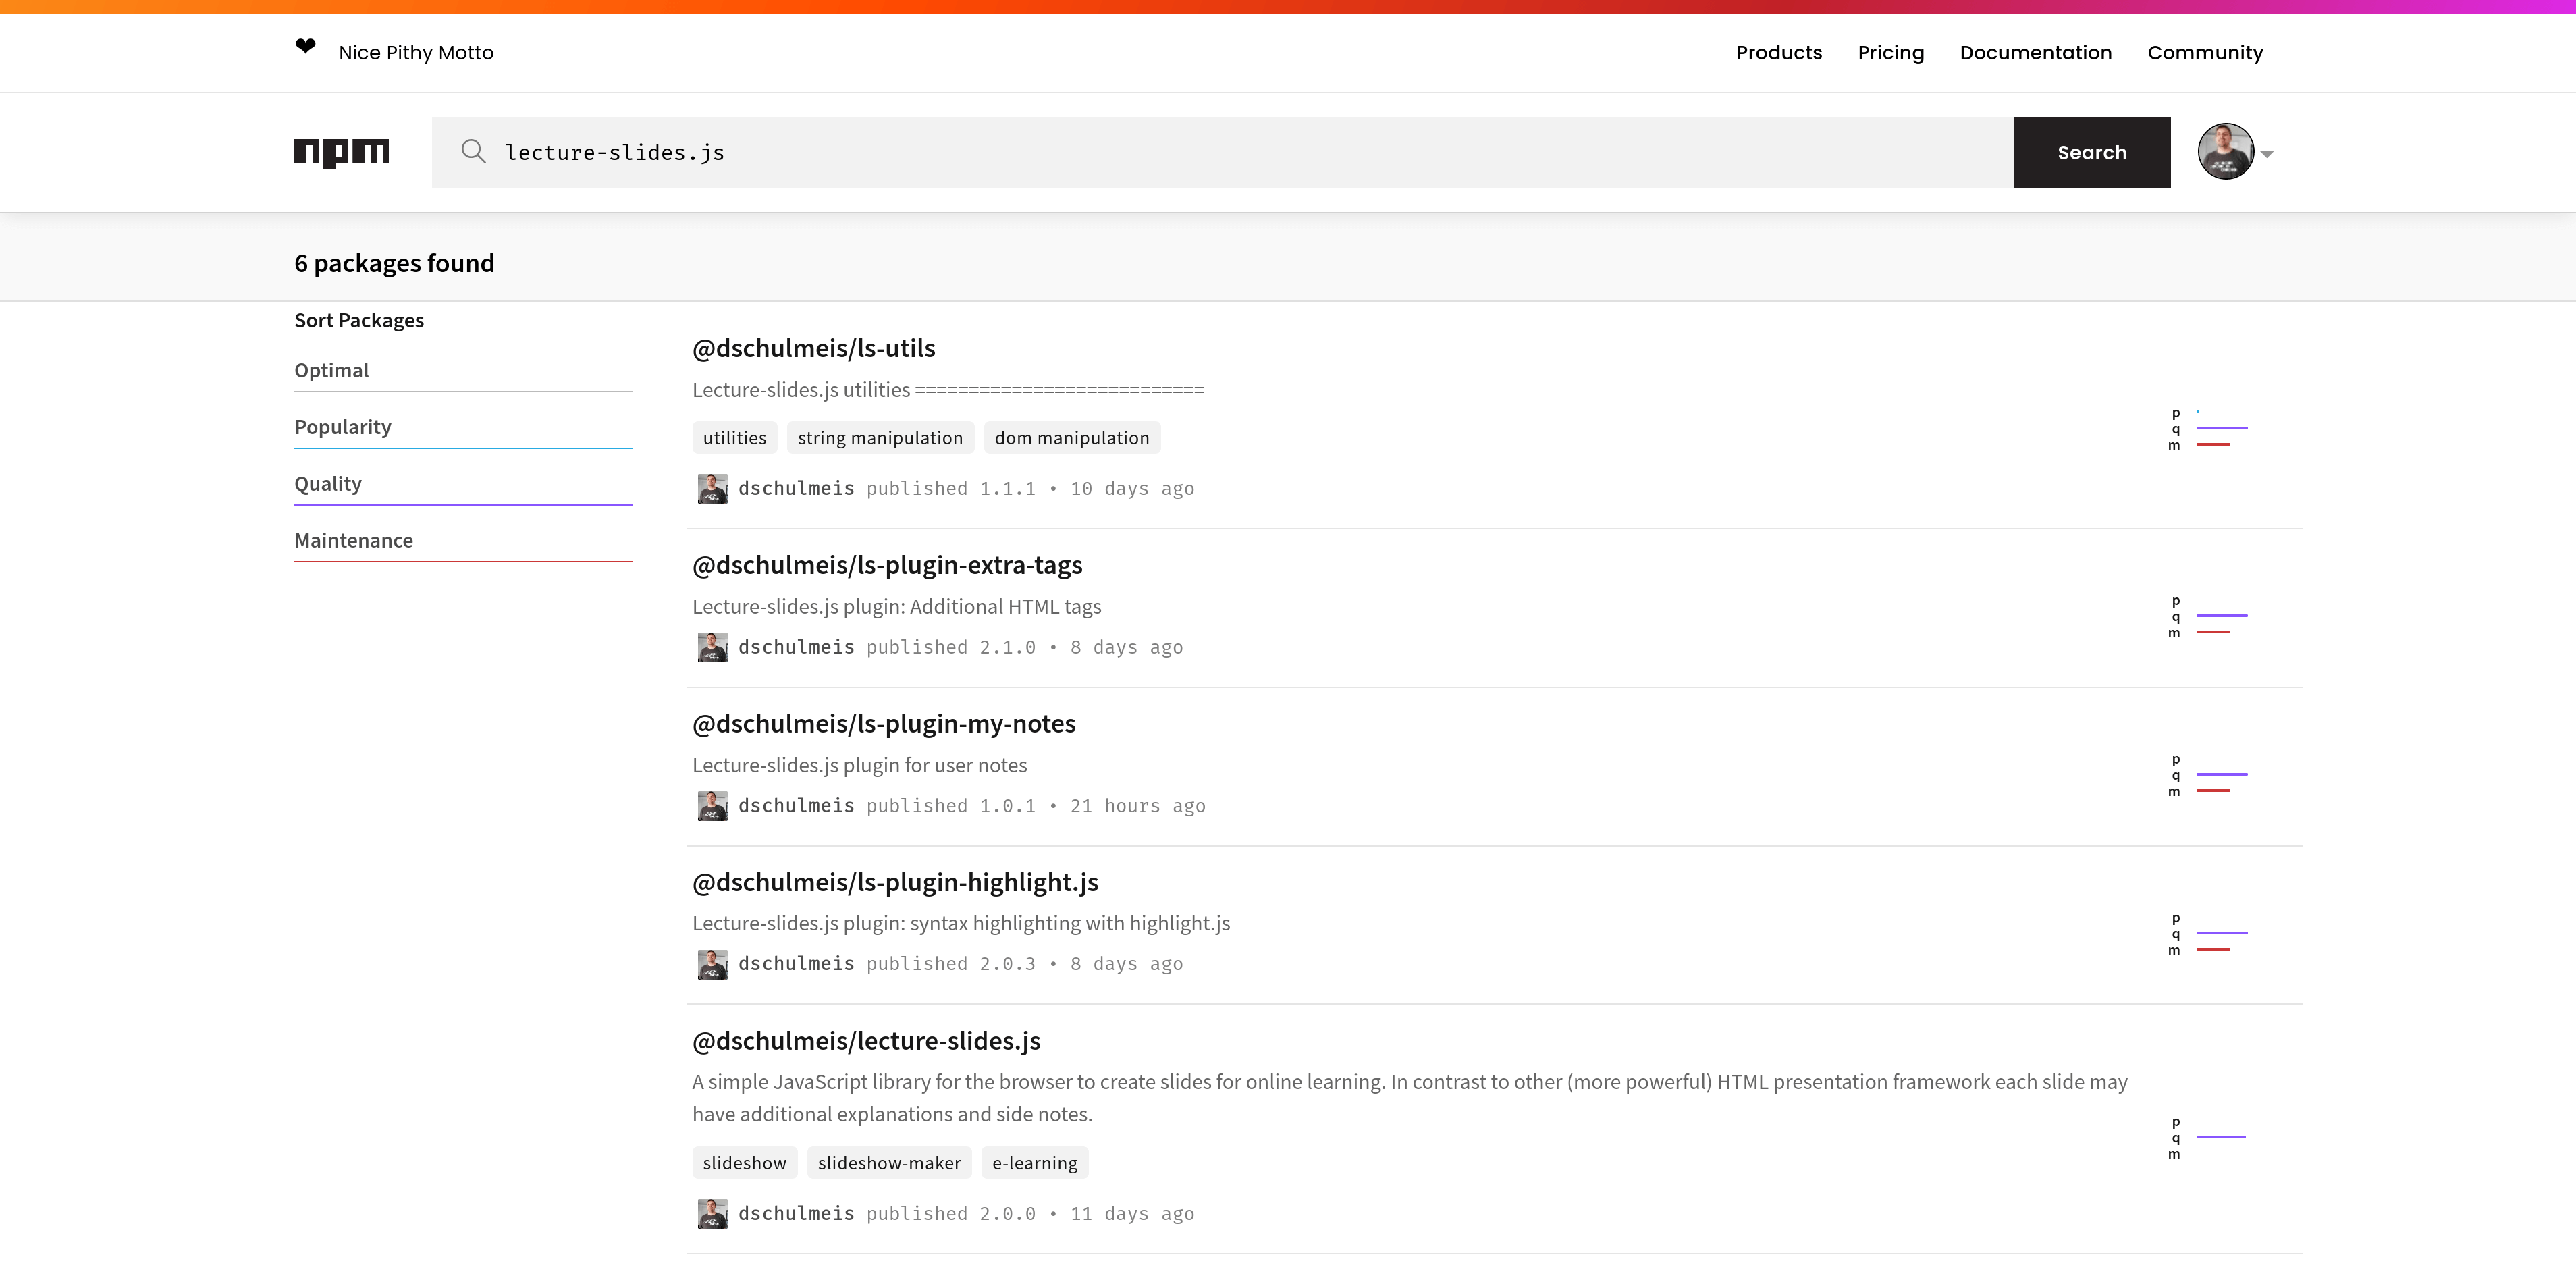 ❤ Nice Pithy Motto
Products Pricing Documentation Community
npm
lecture-slides.js
Search
6 packages found
Sort Packages
Optimal
Popularity
Quality
Maintenance
@dschulmeis/ls-utils
Lecture-slides.js utilities ===========================
utilities string manipulation dom manipulation
dschulmeis published 1.1.1 • 10 days ago
p
q
m
@dschulmeis/ls-plugin-extra-tags
Lecture-slides.js plugin: Additional HTML tags
dschulmeis published 2.1.0 • 8 days ago
p
q
m
@dschulmeis/ls-plugin-my-notes
Lecture-slides.js plugin for user notes
dschulmeis published 1.0.1 • 21 hours ago
p
q
m
@dschulmeis/ls-plugin-highlight.js
Lecture-slides.js plugin: syntax highlighting with highlight.js
dschulmeis published 2.0.3 • 8 days ago
p
q
m
@dschulmeis/lecture-slides.js
A simple JavaScript library for the browser to create slides for online learning. In contrast to other (more powerful) HTML presentation framework each slide may
have additional explanations and side notes.
slideshow slideshow-maker e-learning
dschulmeis published 2.0.0 • 11 days ago
p
q
m